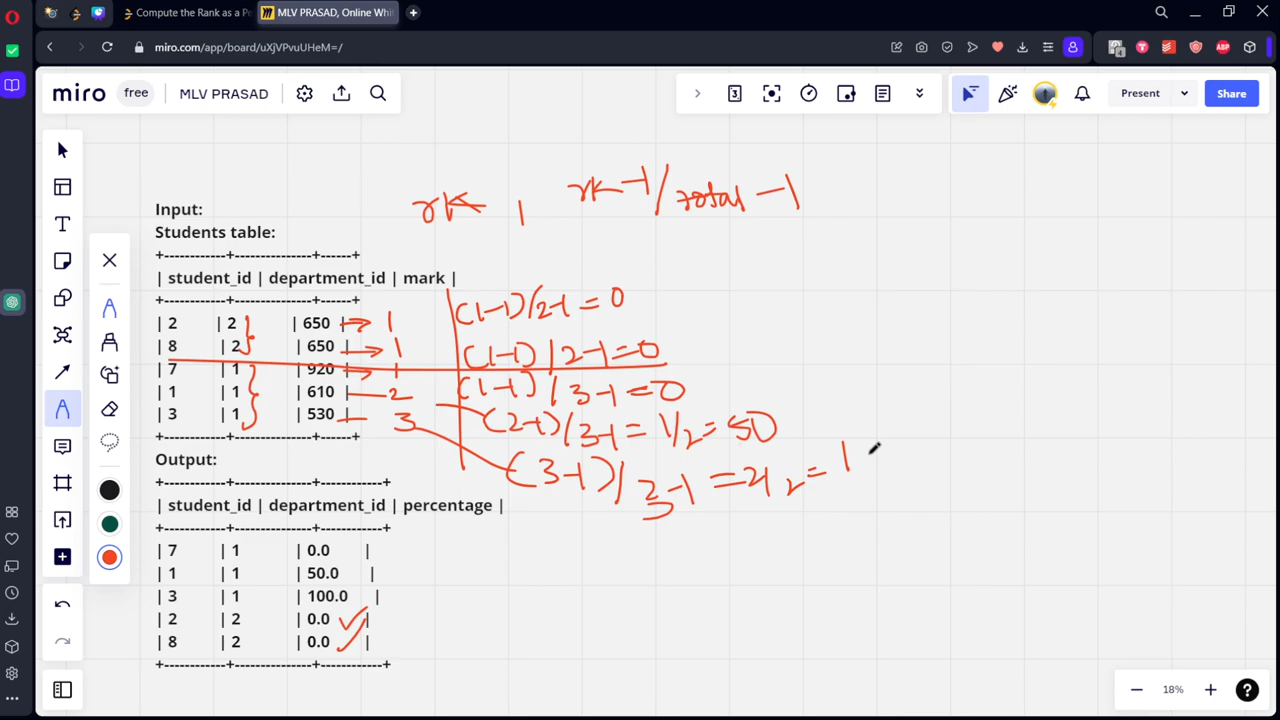 Compute the Rank as a Pe
MLV PRASAD, Online Whi
miro.com/app/board/uXjVPvuUHeM=/
miro free MLV PRASAD
3
Present
Share
rk , rk-1/total -1
Input:
Students table:
+------------+---------------+------+
| student_id | department_id | mark |
+------------+---------------+------+
| 2 | 2 | 650 | → 1 (1-1)/2-1 = 0
| 8 | 2 | 650 | → 1 (1-1) / 2-1 = 0
| 7 | 1 | 920 | → 1 (1-1) / 3-1 = 0
| 1 | 1 | 610 | 2 (2-1) / 3-1 = 1/2 = 50
| 3 | 1 | 530 | 3 (3-1) / 3-1 = 2/2 = 1
+------------+---------------+------+
Output:
+------------+---------------+------------+
| student_id | department_id | percentage |
+------------+---------------+------------+
| 7 | 1 | 0.0 |
| 1 | 1 | 50.0 |
| 3 | 1 | 100.0 |
| 2 | 2 | 0.0 |
| 8 | 2 | 0.0 |
+------------+---------------+------------+
18%